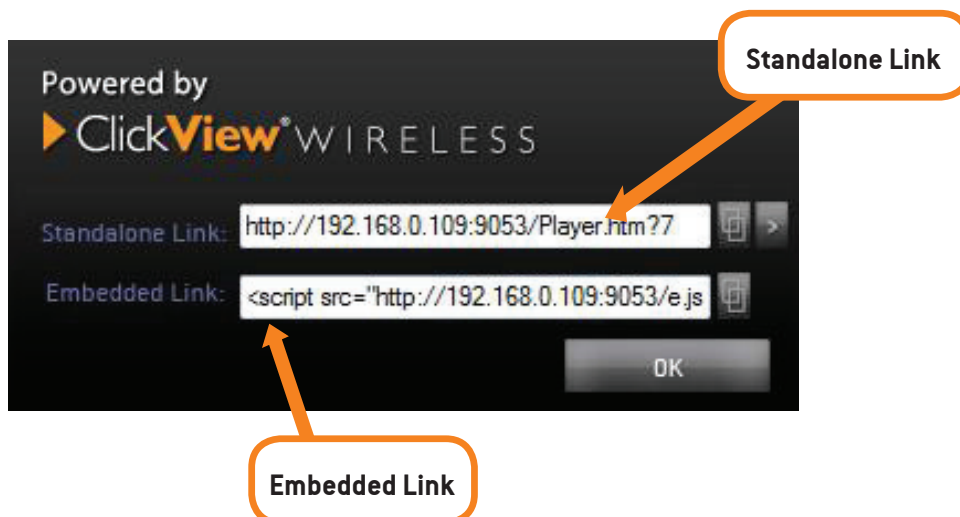 Standalone Link
Powered by
ClickView® WIRELESS
Standalone Link: http://192.168.0.109:9053/Player.htm?7 >
Embedded Link: <script src="http://192.168.0.109:9053/e.js
OK
Embedded Link